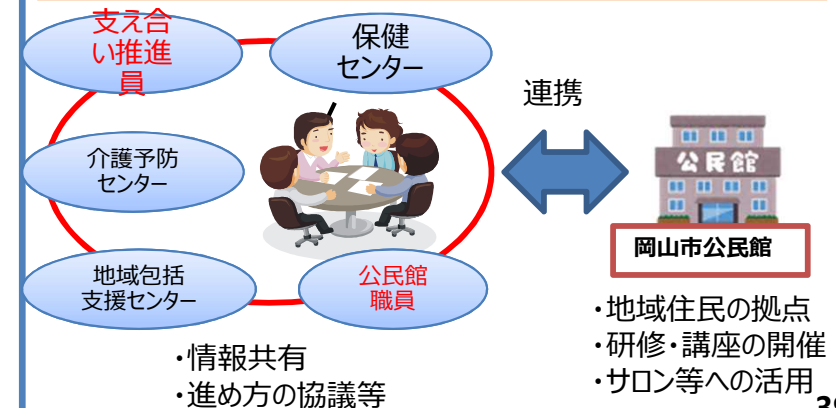 支え合
い推進
員
保健
センター
連携
介護予防
センター
公民館
岡山市公民館
地域包括
支援センター
公民館
職員
・地域住民の拠点
・研修・講座の開催
・サロン等への活用
・情報共有
・進め方の協議等